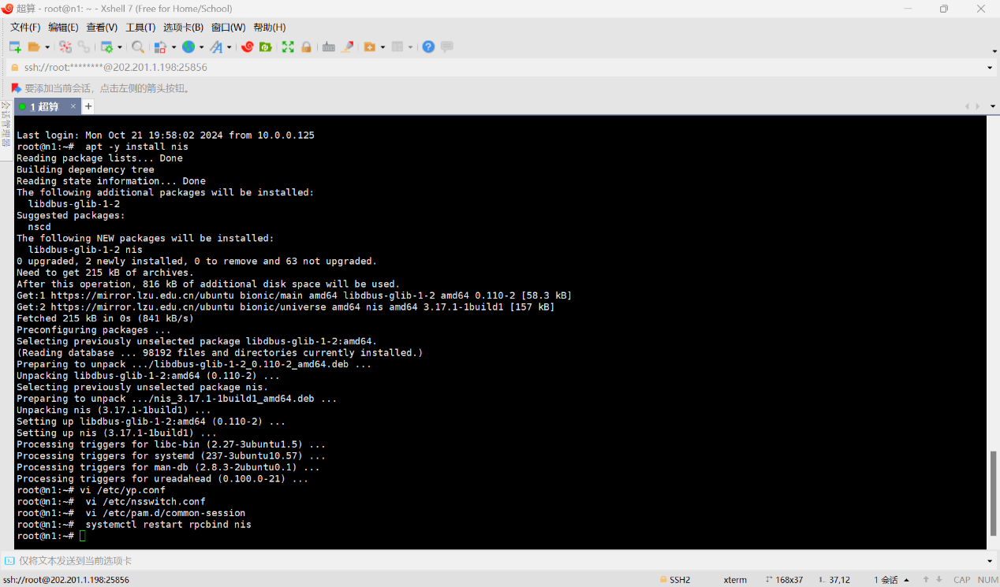 超算 - root@n1: ~ - Xshell 7 (Free for Home/School)
文件(F) 编辑(E) 查看(V) 工具(T) 选项卡(B) 窗口(W) 帮助(H)
ssh://root:********@202.201.1.198:25856
要添加当前会话，点击左侧的箭头按钮。
会话管理器
1 超算 × +
Last login: Mon Oct 21 19:58:02 2024 from 10.0.0.125
root@n1:~#  apt -y install nis
Reading package lists... Done
Building dependency tree
Reading state information... Done
The following additional packages will be installed:
  libdbus-glib-1-2
Suggested packages:
  nscd
The following NEW packages will be installed:
  libdbus-glib-1-2 nis
0 upgraded, 2 newly installed, 0 to remove and 63 not upgraded.
Need to get 215 kB of archives.
After this operation, 816 kB of additional disk space will be used.
Get:1 https://mirror.lzu.edu.cn/ubuntu bionic/main amd64 libdbus-glib-1-2 amd64 0.110-2 [58.3 kB]
Get:2 https://mirror.lzu.edu.cn/ubuntu bionic/universe amd64 nis amd64 3.17.1-1build1 [157 kB]
Fetched 215 kB in 0s (841 kB/s)
Preconfiguring packages ...
Selecting previously unselected package libdbus-glib-1-2:amd64.
(Reading database ... 98192 files and directories currently installed.)
Preparing to unpack .../libdbus-glib-1-2_0.110-2_amd64.deb ...
Unpacking libdbus-glib-1-2:amd64 (0.110-2) ...
Selecting previously unselected package nis.
Preparing to unpack .../nis_3.17.1-1build1_amd64.deb ...
Unpacking nis (3.17.1-1build1) ...
Setting up libdbus-glib-1-2:amd64 (0.110-2) ...
Setting up nis (3.17.1-1build1) ...
Processing triggers for libc-bin (2.27-3ubuntu1.5) ...
Processing triggers for systemd (237-3ubuntu10.57) ...
Processing triggers for man-db (2.8.3-2ubuntu0.1) ...
Processing triggers for ureadahead (0.100.0-21) ...
root@n1:~# vi /etc/yp.conf
root@n1:~#  vi /etc/nsswitch.conf
root@n1:~#  vi /etc/pam.d/common-session
root@n1:~#  systemctl restart rpcbind nis
root@n1:~#
仅将文本发送到当前选项卡
ssh://root@202.201.1.198:25856 SSH2 xterm 168x37 37,12 1 会话 CAP NUM